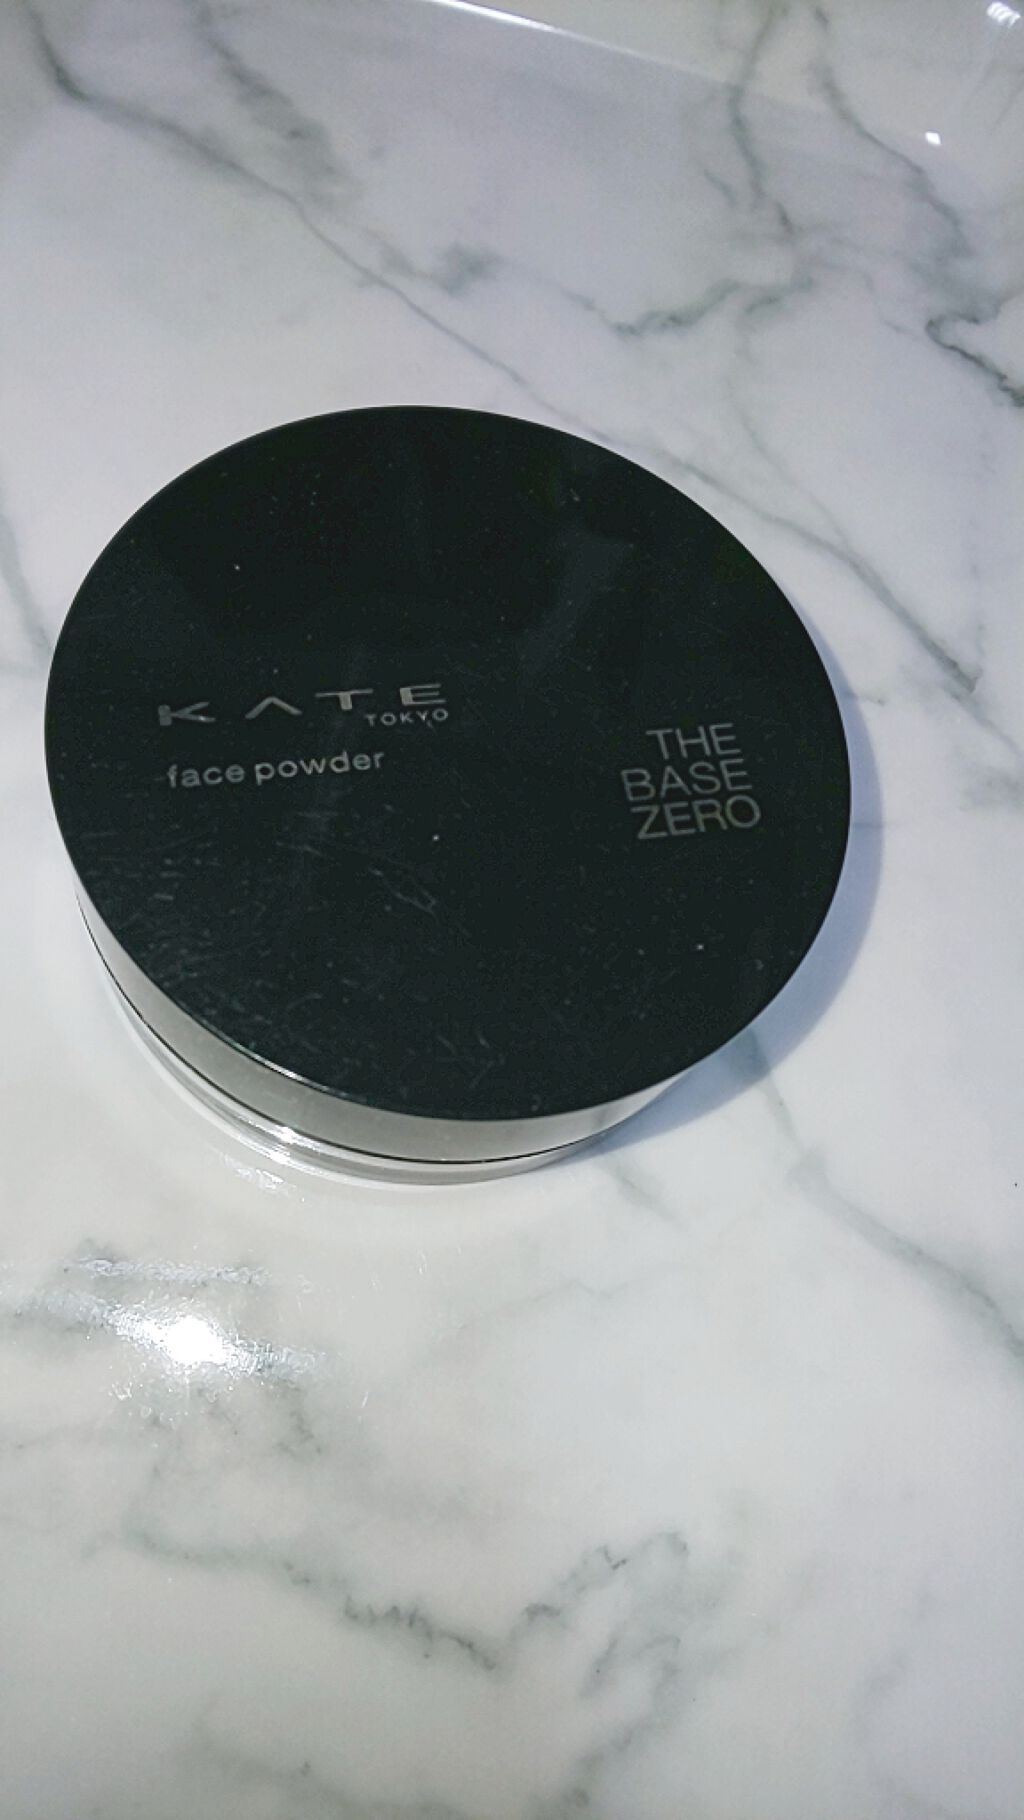 KATE
TOKYO
face powder
THE
BASE
ZERO